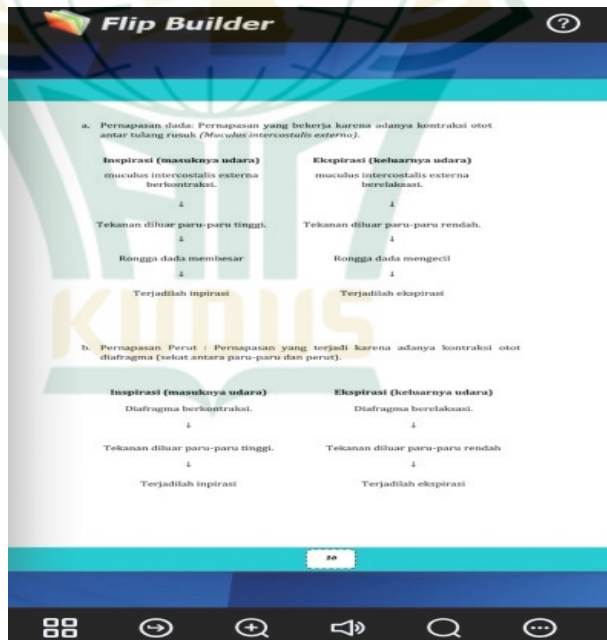 Flip Builder
?
a. Pernapasan dada: Pernapasan yang bekerja karena adanya kontraksi otot
antar tulang rusuk (Muculus intercostalis externa).
Inspirasi (masuknya udara)
muculus intercostalis externa
berkontraksi.
↓
Tekanan diluar paru-paru tinggi.
↓
Rongga dada membesar
↓
Terjadilah inpirasi
Ekspirasi (keluarnya udara)
muculus intercostalis externa
berelaksasi.
↓
Tekanan diluar paru-paru rendah.
↓
Rongga dada mengecil
↓
Terjadilah ekspirasi
b. Pernapasan Perut : Pernapasan yang terjadi karena adanya kontraksi otot
diafragma (sekat antara paru-paru dan perut).
Inspirasi (masuknya udara)
Diafragma berkontraksi.
↓
Tekanan diluar paru-paru tinggi.
↓
Terjadilah inpirasi
Ekspirasi (keluarnya udara)
Diafragma berelaksasi.
↓
Tekanan diluar paru-paru rendah
↓
Terjadilah ekspirasi
KUDUS